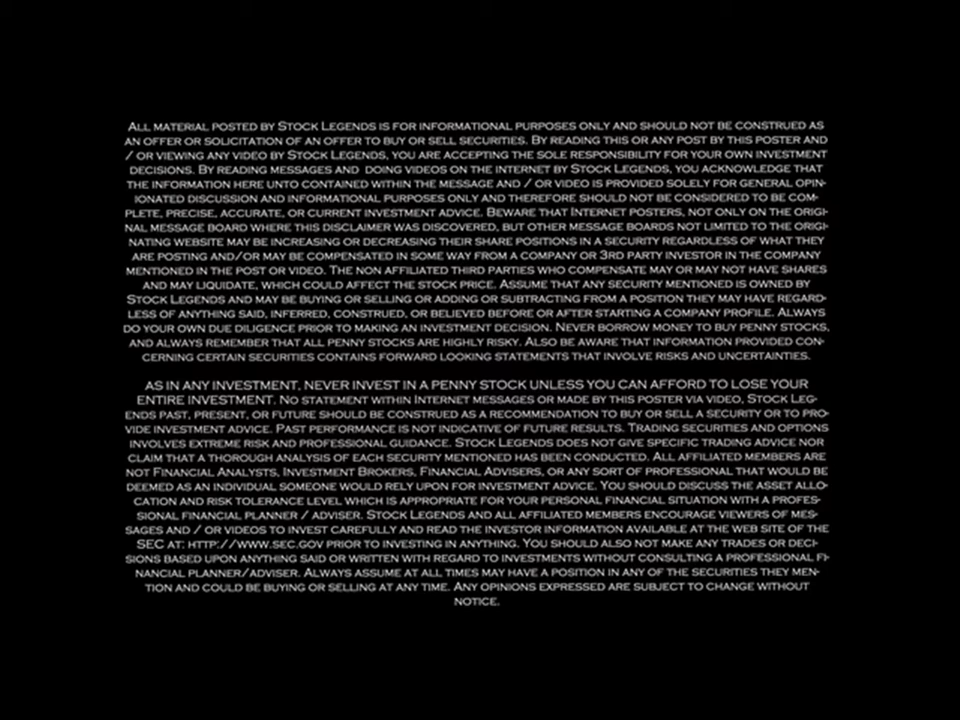 All material posted by Stock Legends is for informational purposes only and should not be construed as
an offer or solicitation of an offer to buy or sell securities. By reading this or any post by this poster and
/ or viewing any video by Stock Legends, you are accepting the sole responsibility for your own investment
decisions. By reading messages and doing videos on the internet by Stock Legends, you acknowledge that
the information here unto contained within the message and / or video is provided solely for general opin-
ionated discussion and informational purposes only and therefore should not be considered to be com-
plete, precise, accurate, or current investment advice. Beware that Internet posters, not only on the origi-
nal message board where this disclaimer was discovered, but other message boards not limited to the origi-
nating website may be increasing or decreasing their share positions in a security regardless of what they
are posting and/or may be compensated in some way from a company or 3rd party investor in the company
mentioned in the post or video. The non affiliated third parties who compensate may or may not have shares
and may liquidate, which could affect the stock price. Assume that any security mentioned is owned by
Stock Legends and may be buying or selling or adding or subtracting from a position they may have regard-
less of anything said, inferred, construed, or believed before or after starting a company profile. Always
do your own due diligence prior to making an investment decision. Never borrow money to buy penny stocks,
and always remember that all penny stocks are highly risky. Also be aware that information provided con-
cerning certain securities contains forward looking statements that involve risks and uncertainties.
AS IN ANY INVESTMENT, NEVER INVEST IN A PENNY STOCK UNLESS YOU CAN AFFORD TO LOSE YOUR
ENTIRE INVESTMENT. No statement within Internet messages or made by this poster via video, Stock Leg-
ends past, present, or future should be construed as a recommendation to buy or sell a security or to pro-
vide investment advice. Past performance is not indicative of future results. Trading securities and options
involves extreme risk and professional guidance. Stock Legends does not give specific trading advice nor
claim that a thorough analysis of each security mentioned has been conducted. All affiliated members are
not Financial Analysts, Investment Brokers, Financial Advisers, or any sort of professional that would be
deemed as an individual someone would rely upon for investment advice. You should discuss the asset allo-
cation and risk tolerance level which is appropriate for your personal financial situation with a profes-
sional financial planner / adviser. Stock Legends and all affiliated members encourage viewers of mes-
sages and / or videos to invest carefully and read the investor information available at the web site of the
SEC at: http://www.sec.gov prior to investing in anything. You should also not make any trades or deci-
sions based upon anything said or written with regard to investments without consulting a professional fi-
nancial planner/adviser. Always assume at all times may have a position in any of the securities they men-
tion and could be buying or selling at any time. Any opinions expressed are subject to change without
notice.